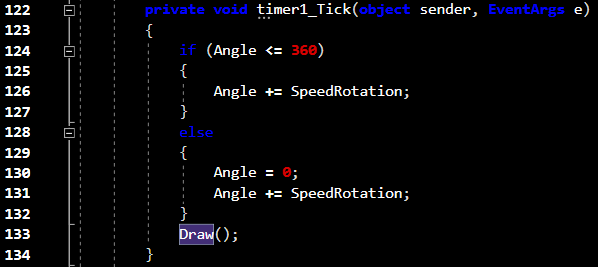 122 private void timer1_Tick(object sender, EventArgs e)
123 {
124 if (Angle <= 360)
125 {
126 Angle += SpeedRotation;
127 }
128 else
129 {
130 Angle = 0;
131 Angle += SpeedRotation;
132 }
133 Draw();
134 }